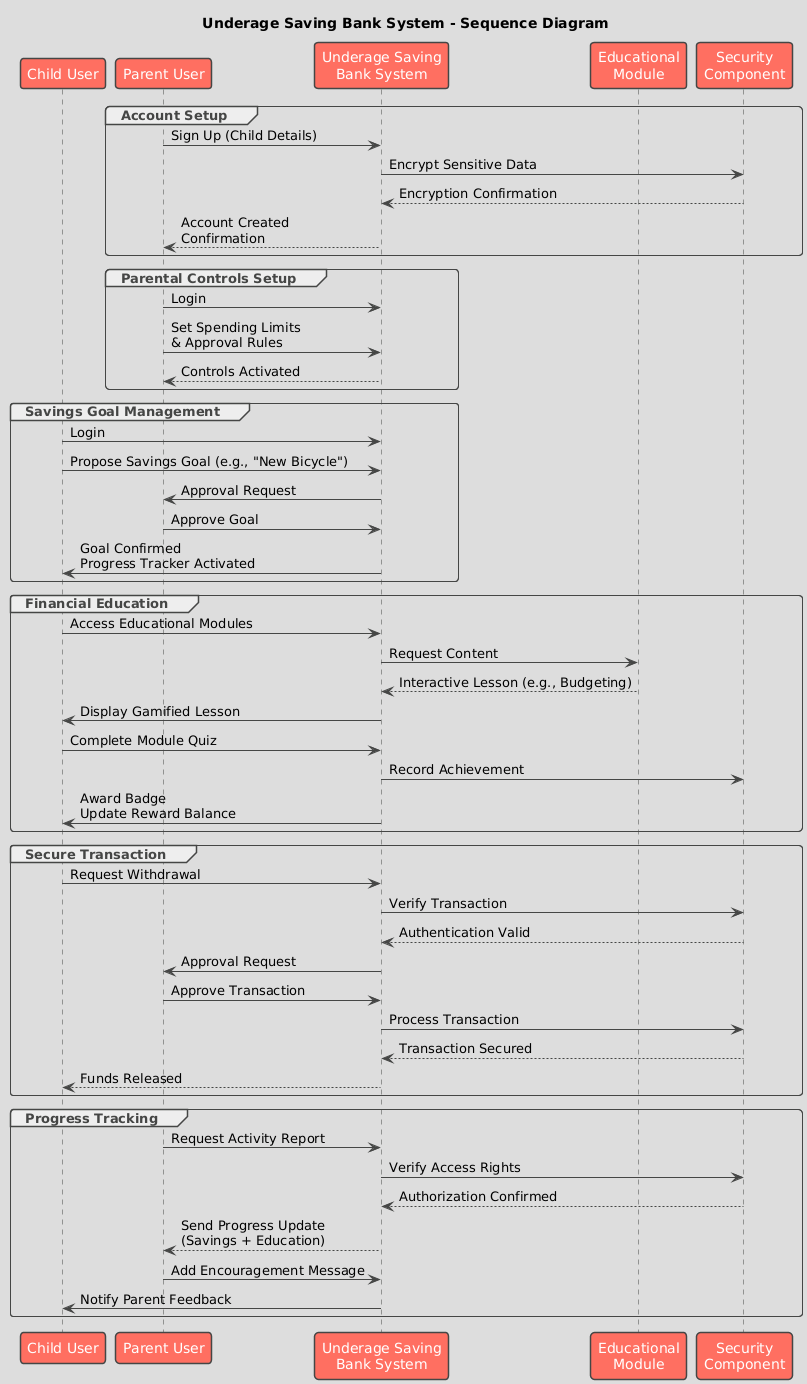 Underage Saving Bank System - Sequence Diagram
Child User
Parent User
Underage Saving
Bank System
Educational
Module
Security
Component
Account Setup
Sign Up (Child Details)
Encrypt Sensitive Data
Encryption Confirmation
Account Created
Confirmation
Parental Controls Setup
Login
Set Spending Limits
& Approval Rules
Controls Activated
Savings Goal Management
Login
Propose Savings Goal (e.g., "New Bicycle")
Approval Request
Approve Goal
Goal Confirmed
Progress Tracker Activated
Financial Education
Access Educational Modules
Request Content
Interactive Lesson (e.g., Budgeting)
Display Gamified Lesson
Complete Module Quiz
Record Achievement
Award Badge
Update Reward Balance
Secure Transaction
Request Withdrawal
Verify Transaction
Authentication Valid
Approval Request
Approve Transaction
Process Transaction
Transaction Secured
Funds Released
Progress Tracking
Request Activity Report
Verify Access Rights
Authorization Confirmed
Send Progress Update
(Savings + Education)
Add Encouragement Message
Notify Parent Feedback
Child User
Parent User
Underage Saving
Bank System
Educational
Module
Security
Component